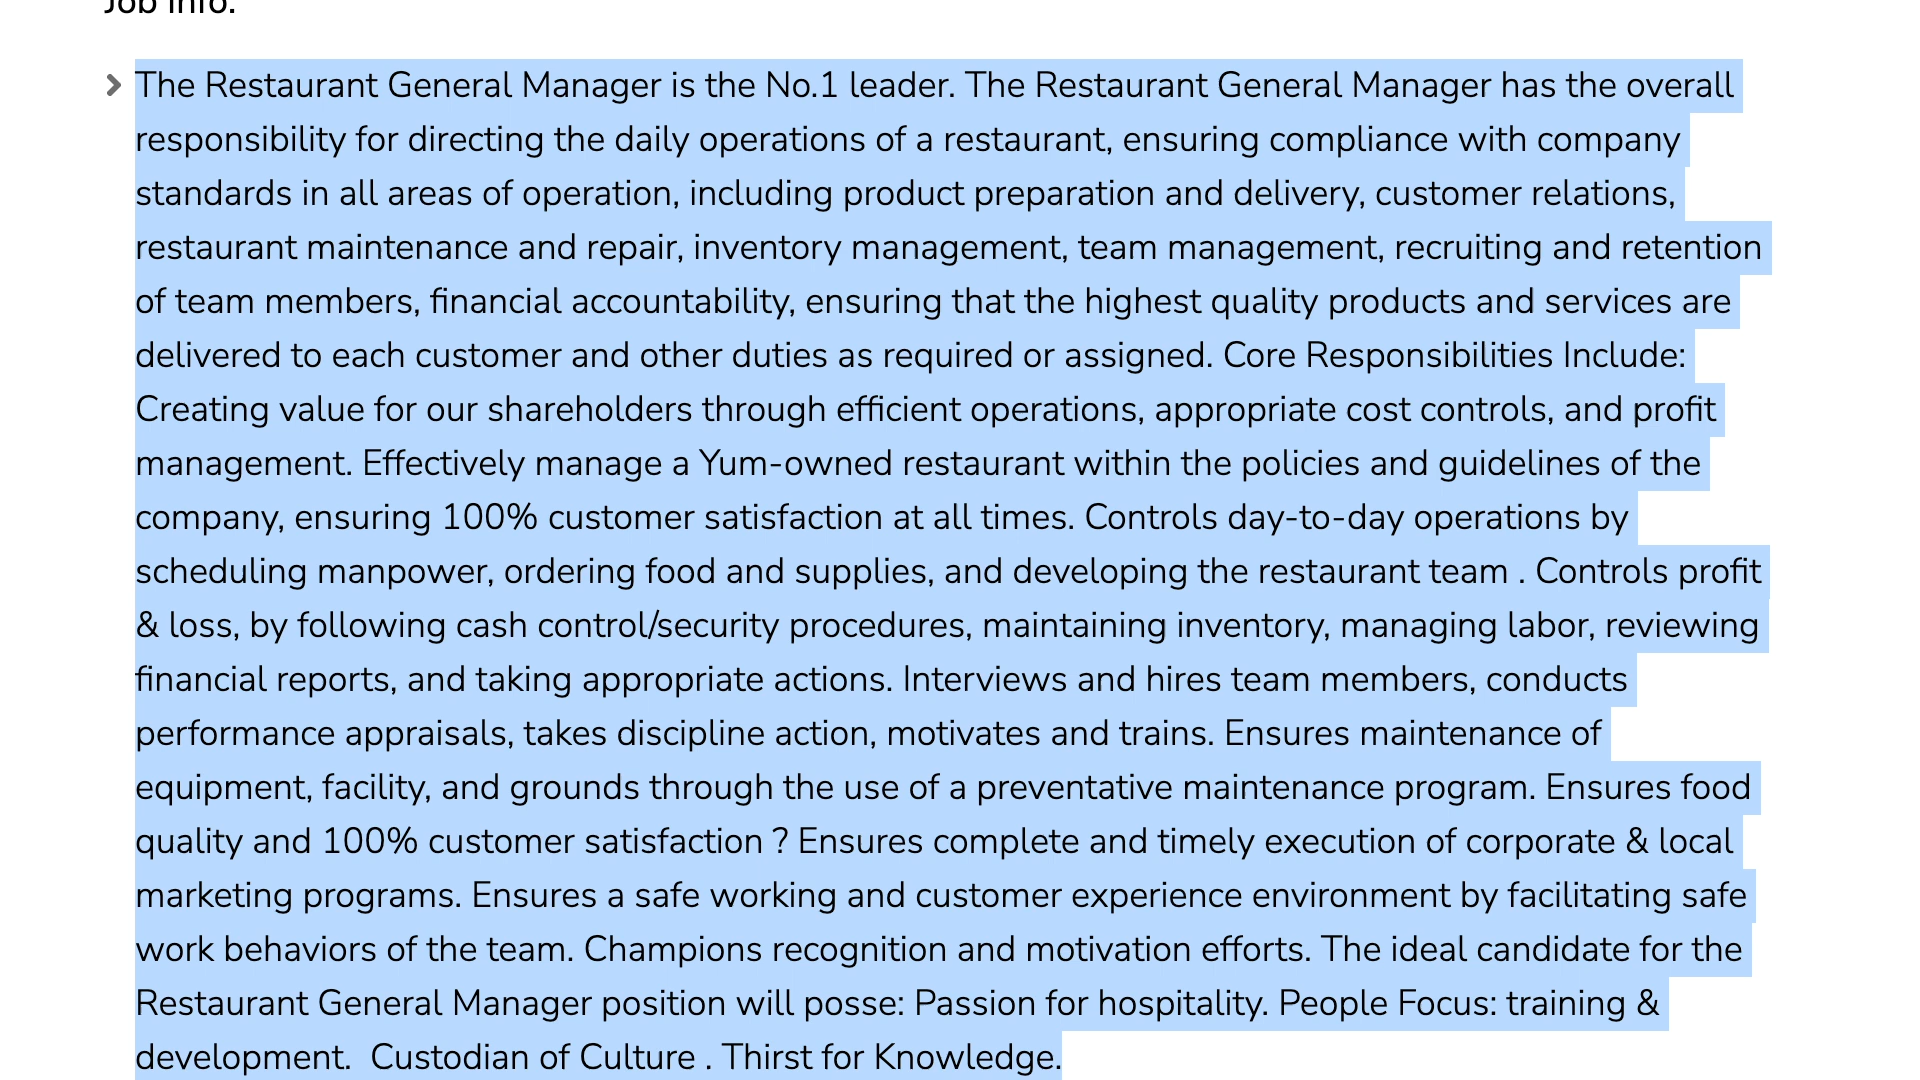 Job Info:
The Restaurant General Manager is the No.1 leader. The Restaurant General Manager has the overall
responsibility for directing the daily operations of a restaurant, ensuring compliance with company
standards in all areas of operation, including product preparation and delivery, customer relations,
restaurant maintenance and repair, inventory management, team management, recruiting and retention
of team members, financial accountability, ensuring that the highest quality products and services are
delivered to each customer and other duties as required or assigned. Core Responsibilities Include:
Creating value for our shareholders through efficient operations, appropriate cost controls, and profit
management. Effectively manage a Yum-owned restaurant within the policies and guidelines of the
company, ensuring 100% customer satisfaction at all times. Controls day-to-day operations by
scheduling manpower, ordering food and supplies, and developing the restaurant team . Controls profit
& loss, by following cash control/security procedures, maintaining inventory, managing labor, reviewing
financial reports, and taking appropriate actions. Interviews and hires team members, conducts
performance appraisals, takes discipline action, motivates and trains. Ensures maintenance of
equipment, facility, and grounds through the use of a preventative maintenance program. Ensures food
quality and 100% customer satisfaction ? Ensures complete and timely execution of corporate & local
marketing programs. Ensures a safe working and customer experience environment by facilitating safe
work behaviors of the team. Champions recognition and motivation efforts. The ideal candidate for the
Restaurant General Manager position will posse: Passion for hospitality. People Focus: training &
development.  Custodian of Culture . Thirst for Knowledge.